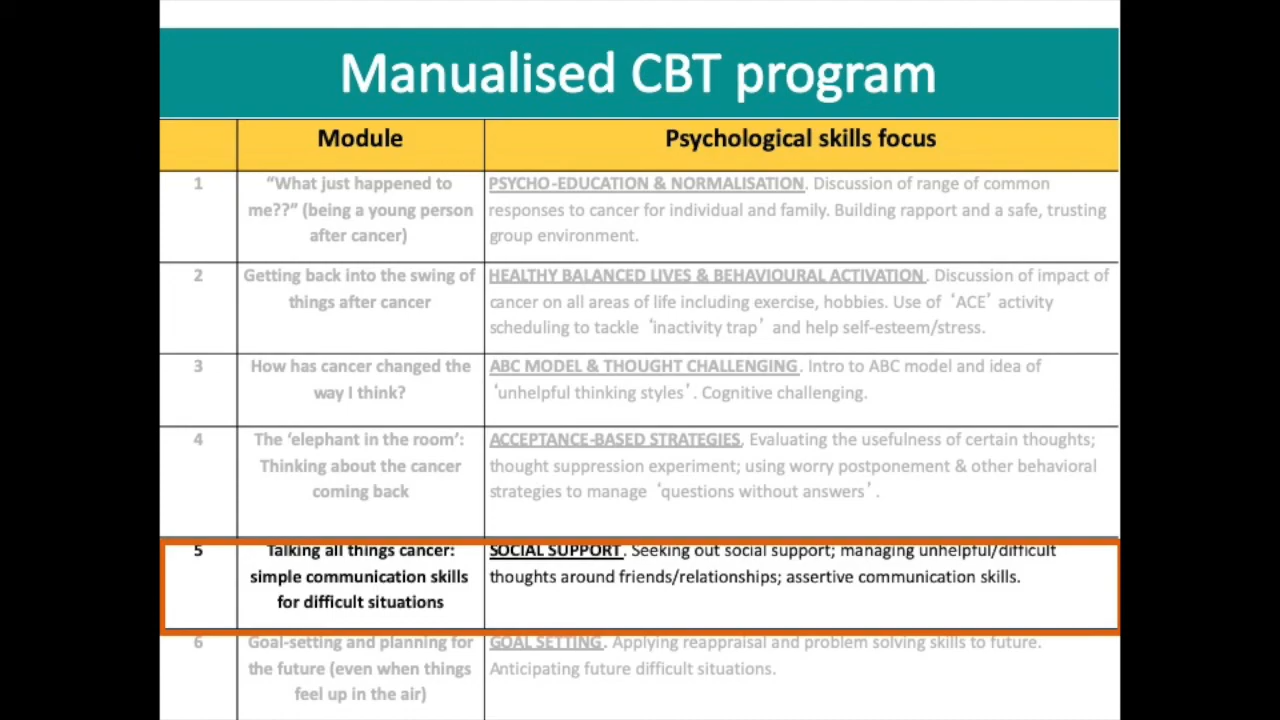 Manualised CBT program
Module
Psychological skills focus
1
“What just happened to
me??” (being a young person
after cancer)
PSYCHO-EDUCATION & NORMALISATION. Discussion of range of common
responses to cancer for individual and family. Building rapport and a safe, trusting
group environment.
2
Getting back into the swing of
things after cancer
HEALTHY BALANCED LIVES & BEHAVIOURAL ACTIVATION. Discussion of impact of
cancer on all areas of life including exercise, hobbies. Use of ‘ACE’ activity
scheduling to tackle ‘inactivity trap’ and help self-esteem/stress.
3
How has cancer changed the
way I think?
ABC MODEL & THOUGHT CHALLENGING. Intro to ABC model and idea of
‘unhelpful thinking styles’. Cognitive challenging.
4
The ‘elephant in the room’:
Thinking about the cancer
coming back
ACCEPTANCE-BASED STRATEGIES. Evaluating the usefulness of certain thoughts;
thought suppression experiment; using worry postponement & other behavioral
strategies to manage ‘questions without answers’.
5
Talking all things cancer:
simple communication skills
for difficult situations
SOCIAL SUPPORT. Seeking out social support; managing unhelpful/difficult
thoughts around friends/relationships; assertive communication skills.
6
Goal-setting and planning for
the future (even when things
feel up in the air)
GOAL SETTING. Applying reappraisal and problem solving skills to future.
Anticipating future difficult situations.